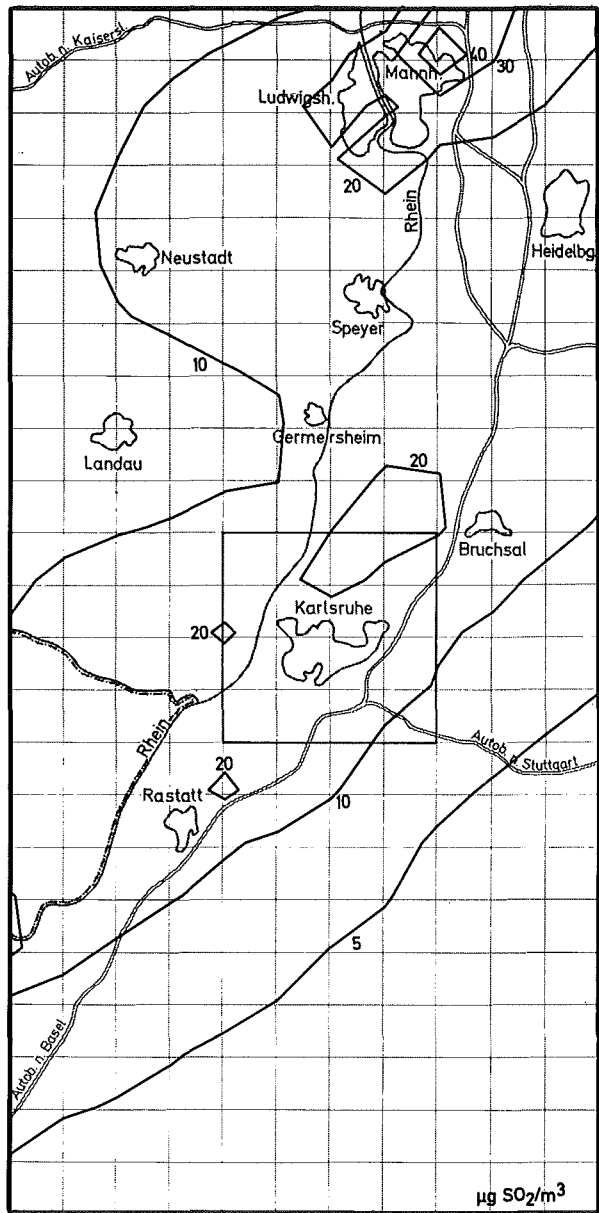 Autob. n. Kaisersl.
40
Mannh.
30
Ludwigsh.
20
Rhein
Heidelbg.
Neustadt
Speyer
10
Germersheim
Landau
20
Bruchsal
Karlsruhe
20
Rhein
Autob. n. Stuttgart
20
Rastatt
10
5
Autob. n. Basel
µg SO₂/m³